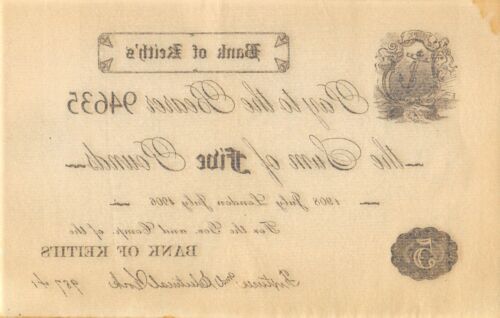 Bank of Keith's
Pay to the Bearer 94635
the Sum of Five Pounds
1908 July London July 1906
For the Gov. and Comp. of the
BANK OF KEITH'S
5